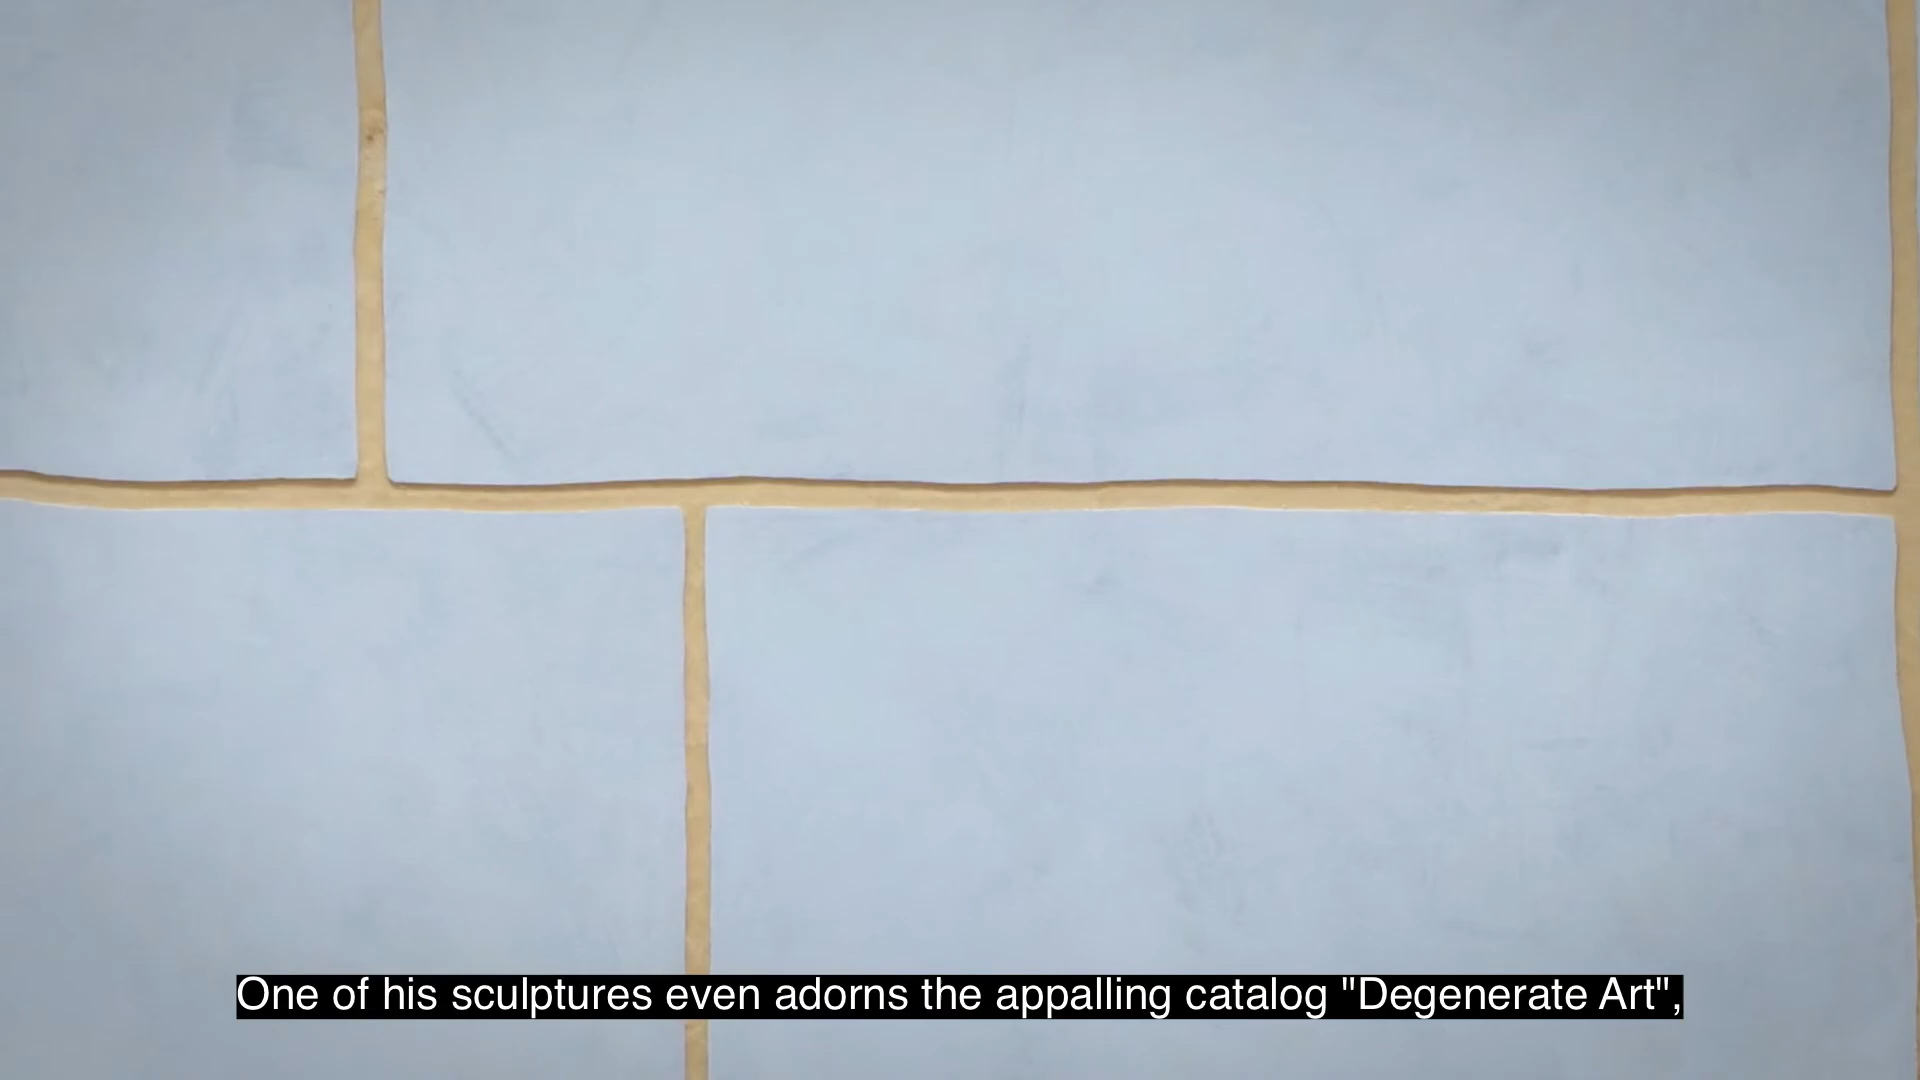 One of his sculptures even adorns the appalling catalog "Degenerate Art",